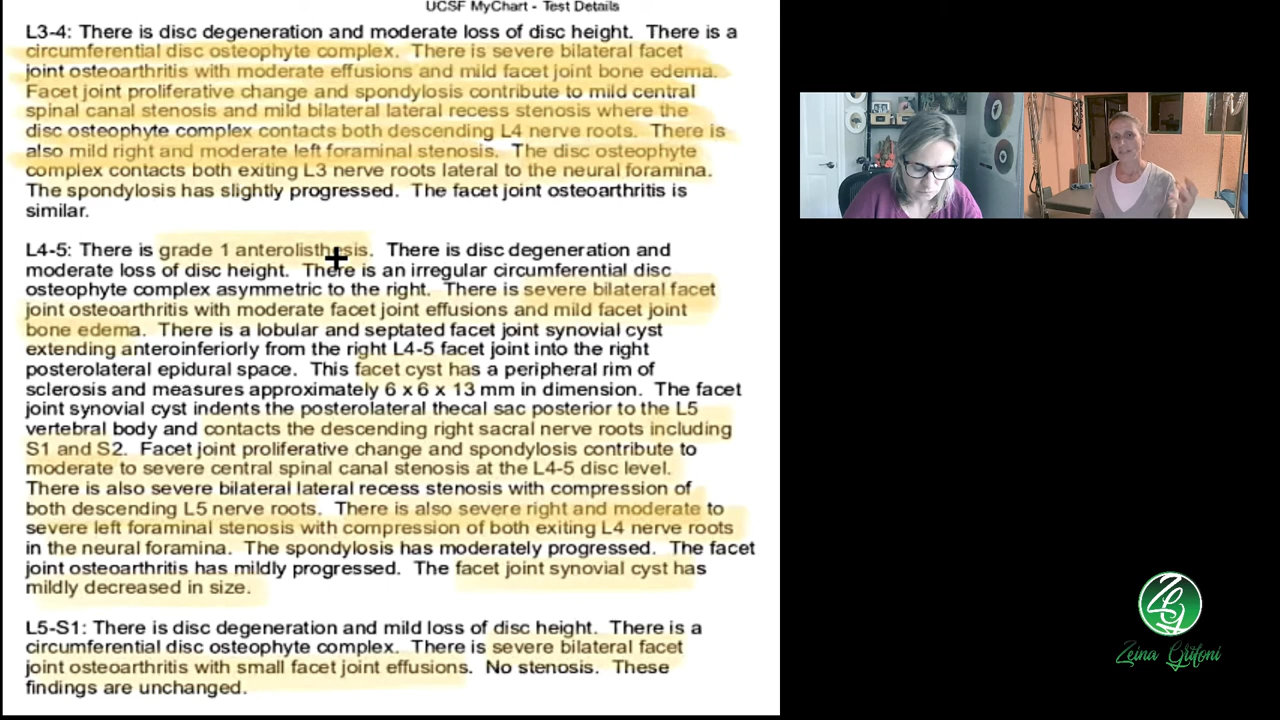 UCSF MyChart - Test Details
L3-4: There is disc degeneration and moderate loss of disc height. There is a
circumferential disc osteophyte complex. There is severe bilateral facet
joint osteoarthritis with moderate effusions and mild facet joint bone edema.
Facet joint proliferative change and spondylosis contribute to mild central
spinal canal stenosis and mild bilateral lateral recess stenosis where the
disc osteophyte complex contacts both descending L4 nerve roots. There is
also mild right and moderate left foraminal stenosis. The disc osteophyte
complex contacts both exiting L3 nerve roots lateral to the neural foramina.
The spondylosis has slightly progressed. The facet joint osteoarthritis is
similar.
L4-5: There is grade 1 anterolisthesis. There is disc degeneration and
moderate loss of disc height. There is an irregular circumferential disc
osteophyte complex asymmetric to the right. There is severe bilateral facet
joint osteoarthritis with moderate facet joint effusions and mild facet joint
bone edema. There is a lobular and septated facet joint synovial cyst
extending anteroinferiorly from the right L4-5 facet joint into the right
posterolateral epidural space. This facet cyst has a peripheral rim of
sclerosis and measures approximately 6 x 6 x 13 mm in dimension. The facet
joint synovial cyst indents the posterolateral thecal sac posterior to the L5
vertebral body and contacts the descending right sacral nerve roots including
S1 and S2. Facet joint proliferative change and spondylosis contribute to
moderate to severe central spinal canal stenosis at the L4-5 disc level.
There is also severe bilateral lateral recess stenosis with compression of
both descending L5 nerve roots. There is also severe right and moderate to
severe left foraminal stenosis with compression of both exiting L4 nerve roots
in the neural foramina. The spondylosis has moderately progressed. The facet
joint osteoarthritis has mildly progressed. The facet joint synovial cyst has
mildly decreased in size.
L5-S1: There is disc degeneration and mild loss of disc height. There is a
circumferential disc osteophyte complex. There is severe bilateral facet
joint osteoarthritis with small facet joint effusions. No stenosis. These
findings are unchanged.
ZG
Zeina Grifoni